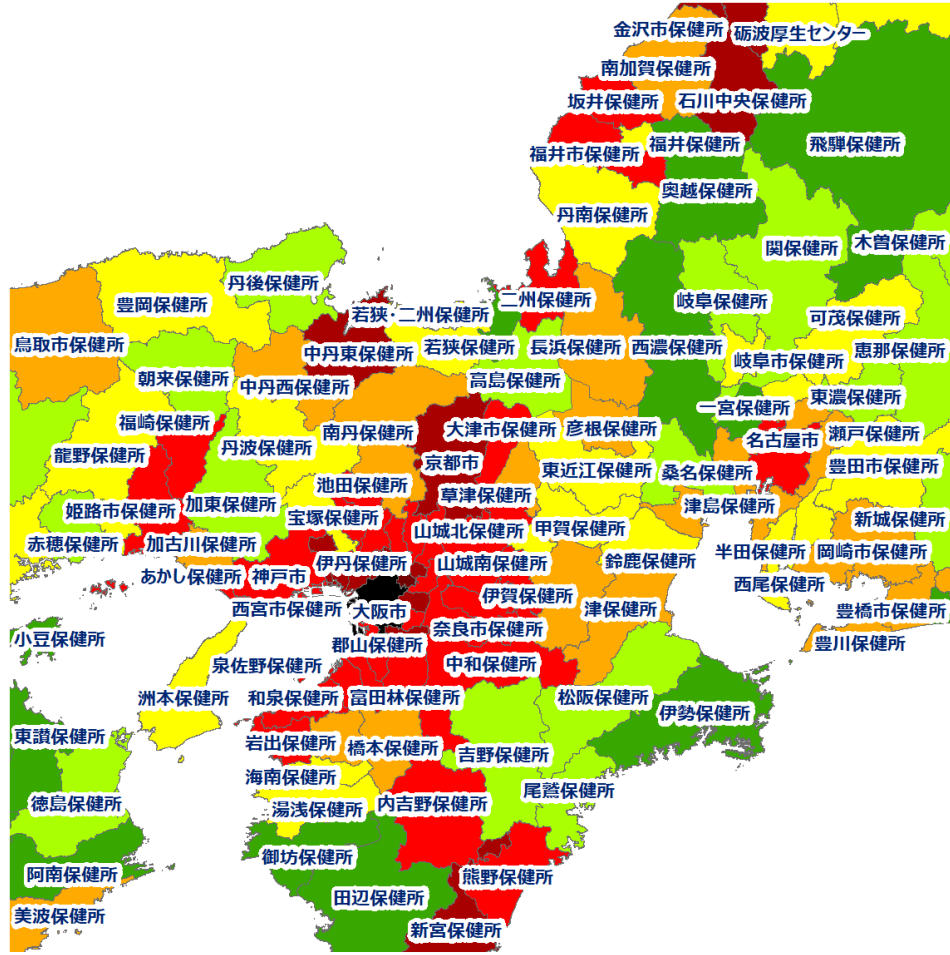 金沢市保健所
砺波厚生センター
南加賀保健所
坂井保健所
石川中央保健所
福井市保健所
福井保健所
飛騨保健所
奥越保健所
丹南保健所
関保健所
木曽保健所
丹後保健所
豊岡保健所
若狭・二州保健所
二州保健所
岐阜保健所
可茂保健所
鳥取市保健所
中丹東保健所
若狭保健所
長浜保健所
西濃保健所
岐阜市保健所
恵那保健所
朝来保健所
中丹西保健所
高島保健所
東濃保健所
一宮保健所
福崎保健所
南丹保健所
大津市保健所
彦根保健所
名古屋市
瀬戸保健所
龍野保健所
丹波保健所
京都市
東近江保健所
桑名保健所
豊田市保健所
池田保健所
草津保健所
姫路市保健所
加東保健所
宝塚保健所
津島保健所
新城保健所
赤穂保健所
加古川保健所
山城北保健所
甲賀保健所
半田保健所
岡崎市保健所
あかし保健所
神戸市
伊丹保健所
山城南保健所
鈴鹿保健所
西尾保健所
西宮市保健所
大阪市
伊賀保健所
津保健所
豊橋市保健所
小豆保健所
郡山保健所
奈良市保健所
豊川保健所
泉佐野保健所
中和保健所
洲本保健所
和泉保健所
富田林保健所
松阪保健所
伊勢保健所
東讃保健所
岩出保健所
橋本保健所
吉野保健所
海南保健所
尾鷲保健所
徳島保健所
湯浅保健所
内吉野保健所
御坊保健所
阿南保健所
熊野保健所
田辺保健所
美波保健所
新宮保健所